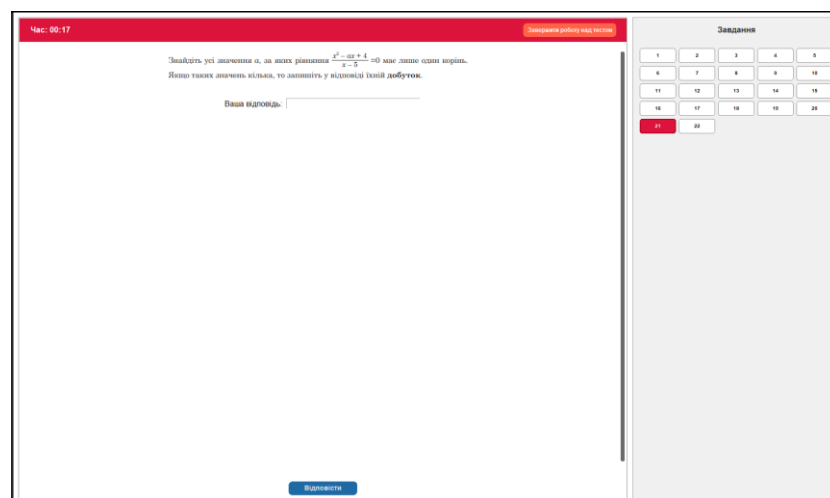 Час: 00:17
Завершити роботу над тестом
Завдання
Знайдіть усі значення a, за яких рівняння (x² − ax + 4)/(x − 5) =0 має лише один корінь.
Якщо таких значень кілька, то запишіть у відповіді їхній добуток.
Ваша відповідь:
1 2 3 4 5
6 7 8 9 10
11 12 13 14 15
16 17 18 19 20
21 22
Відповісти